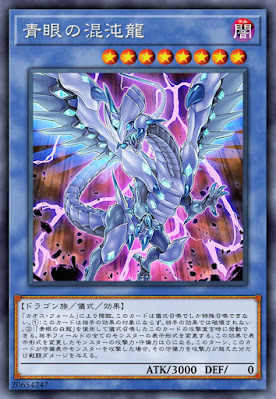 青眼の混沌龍
闇
【ドラゴン族/儀式/効果】
「カオス・フォーム」により降臨。このカードは儀式召喚でしか特殊召喚できな
い。①:このカードは相手の効果の対象にならず、相手の効果では破壊されない。
②:「青眼の白龍」を使用して儀式召喚したこのカードの攻撃宣言時に発動でき
る。相手フィールドの全てのモンスターの表示形式を変更する。この効果で表
示形式を変更したモンスターの攻撃力・守備力は0になる。このターン、このカー
ドが守備表示モンスターを攻撃した場合、その守備力を攻撃力が超えた分だ
け戦闘ダメージを与える。
ATK/3000 DEF/ 0
20654247